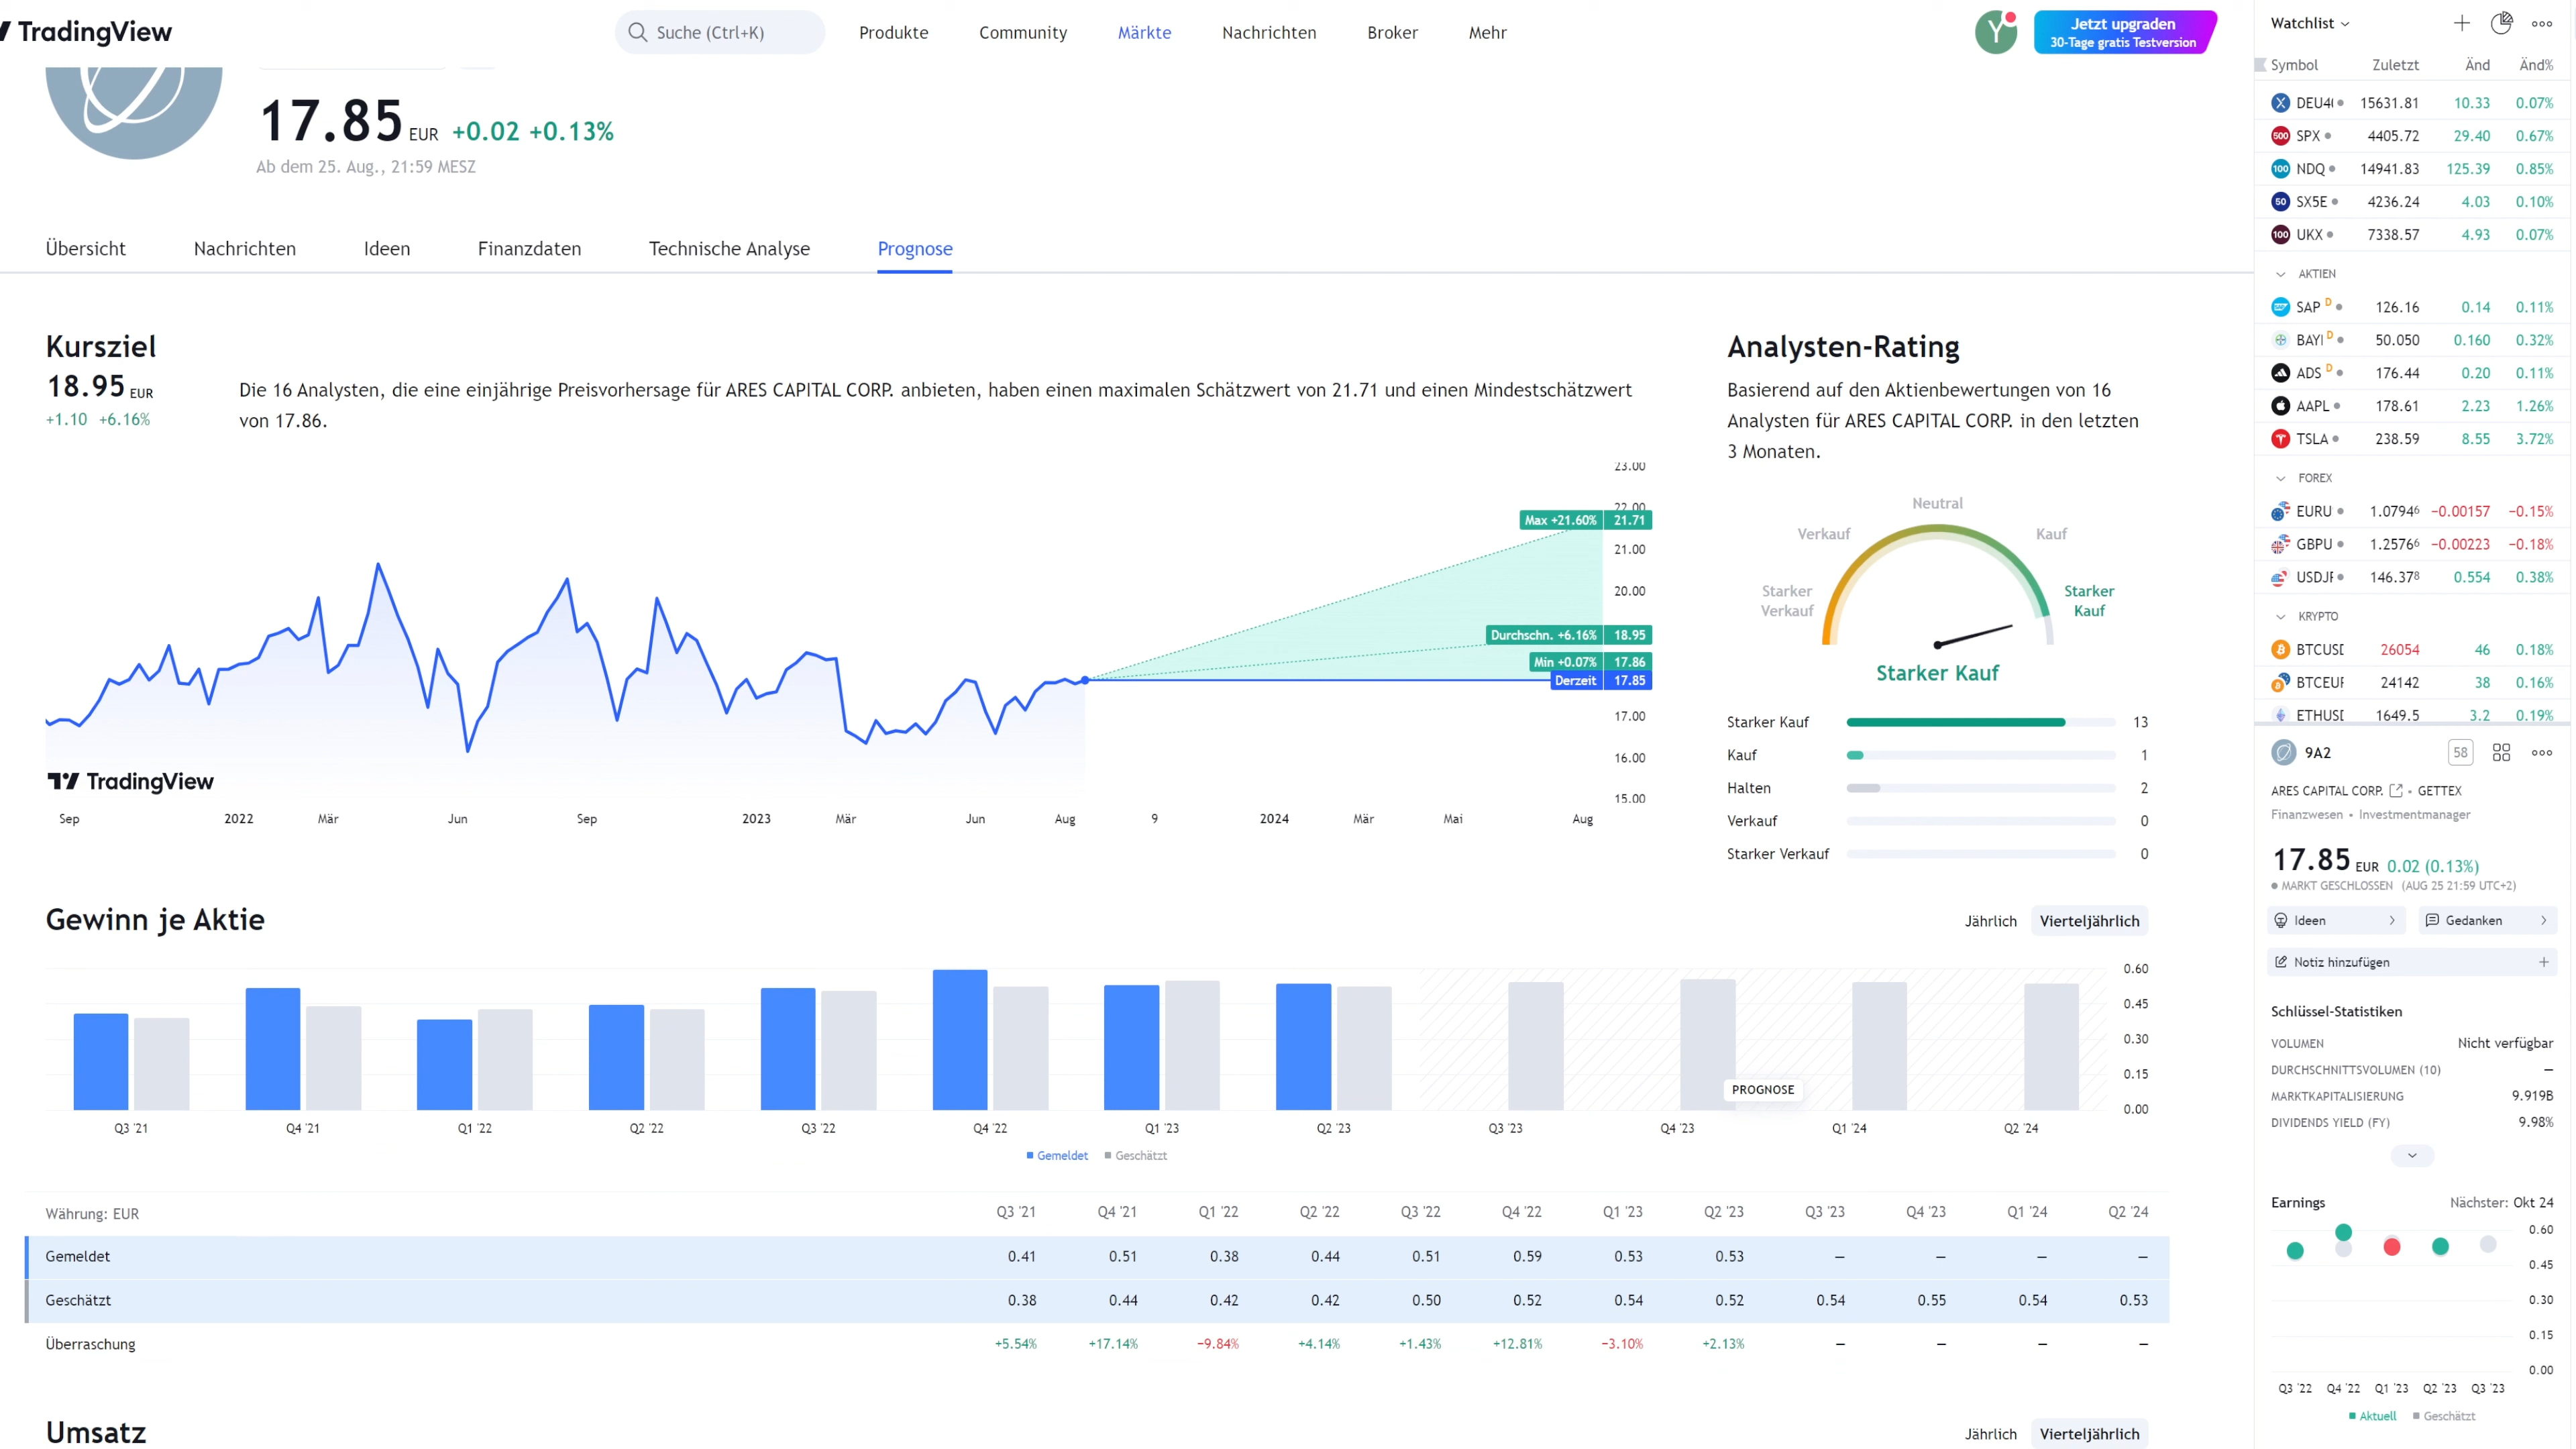 TradingView
Suche (Ctrl+K)
Produkte
Community
Märkte
Nachrichten
Broker
Mehr
Y
Jetzt upgraden
30-Tage gratis Testversion
17.85 EUR +0.02 +0.13%
Ab dem 25. Aug., 21:59 MESZ
Übersicht
Nachrichten
Ideen
Finanzdaten
Technische Analyse
Prognose
Kursziel
18.95 EUR
+1.10 +6.16%
Die 16 Analysten, die eine einjährige Preisvorhersage für ARES CAPITAL CORP. anbieten, haben einen maximalen Schätzwert von 21.71 und einen Mindestschätzwert
von 17.86.
23.00
22.00
Max +21.60% 21.71
21.00
20.00
Durchschn. +6.16% 18.95
Min +0.07% 17.86
Derzeit 17.85
17.00
16.00
15.00
TradingView
Sep 2022 Mär Jun Sep 2023 Mär Jun Aug 9 2024 Mär Mai Aug
Analysten-Rating
Basierend auf den Aktienbewertungen von 16
Analysten für ARES CAPITAL CORP. in den letzten
3 Monaten.
Neutral
Verkauf
Kauf
Starker
Verkauf
Starker
Kauf
Starker Kauf
Starker Kauf 13
Kauf 1
Halten 2
Verkauf 0
Starker Verkauf 0
Gewinn je Aktie
Jährlich
Vierteljährlich
0.60
0.45
0.30
0.15
0.00
PROGNOSE
Q3 '21 Q4 '21 Q1 '22 Q2 '22 Q3 '22 Q4 '22 Q1 '23 Q2 '23 Q3 '23 Q4 '23 Q1 '24 Q2 '24
Gemeldet Geschätzt
Währung: EUR Q3 '21 Q4 '21 Q1 '22 Q2 '22 Q3 '22 Q4 '22 Q1 '23 Q2 '23 Q3 '23 Q4 '23 Q1 '24 Q2 '24
Gemeldet 0.41 0.51 0.38 0.44 0.51 0.59 0.53 0.53 — — — —
Geschätzt 0.38 0.44 0.42 0.42 0.50 0.52 0.54 0.52 0.54 0.55 0.54 0.53
Überraschung +5.54% +17.14% −9.84% +4.14% +1.43% +12.81% −3.10% +2.13% — — — —
Umsatz
Jährlich
Vierteljährlich
Watchlist
Symbol Zuletzt Änd Änd%
DEU4 15631.81 10.33 0.07%
500 SPX 4405.72 29.40 0.67%
100 NDQ 14941.83 125.39 0.85%
50 SX5E 4236.24 4.03 0.10%
100 UKX 7338.57 4.93 0.07%
AKTIEN
SAP D 126.16 0.14 0.11%
BAYI D 50.050 0.160 0.32%
ADS D 176.44 0.20 0.11%
AAPL 178.61 2.23 1.26%
TSLA 238.59 8.55 3.72%
FOREX
EURU 1.07946 −0.00157 −0.15%
GBPU 1.25766 −0.00223 −0.18%
USDJF 146.378 0.554 0.38%
KRYPTO
BTCUSD 26054 46 0.18%
BTCEUF 24142 38 0.16%
ETHUSD 1649.5 3.2 0.19%
9A2
58
ARES CAPITAL CORP. • GETTEX
Finanzwesen • Investmentmanager
17.85 EUR 0.02 (0.13%)
MARKT GESCHLOSSEN (AUG 25 21:59 UTC+2)
Ideen
Gedanken
Notiz hinzufügen
Schlüssel-Statistiken
VOLUMEN Nicht verfügbar
DURCHSCHNITTSVOLUMEN (10) —
MARKTKAPITALISIERUNG 9.919B
DIVIDENDS YIELD (FY) 9.98%
Earnings Nächster: Okt 24
0.60
0.45
0.30
0.15
0.00
Q3 '22 Q4 '22 Q1 '23 Q2 '23 Q3 '23
Aktuell Geschätzt